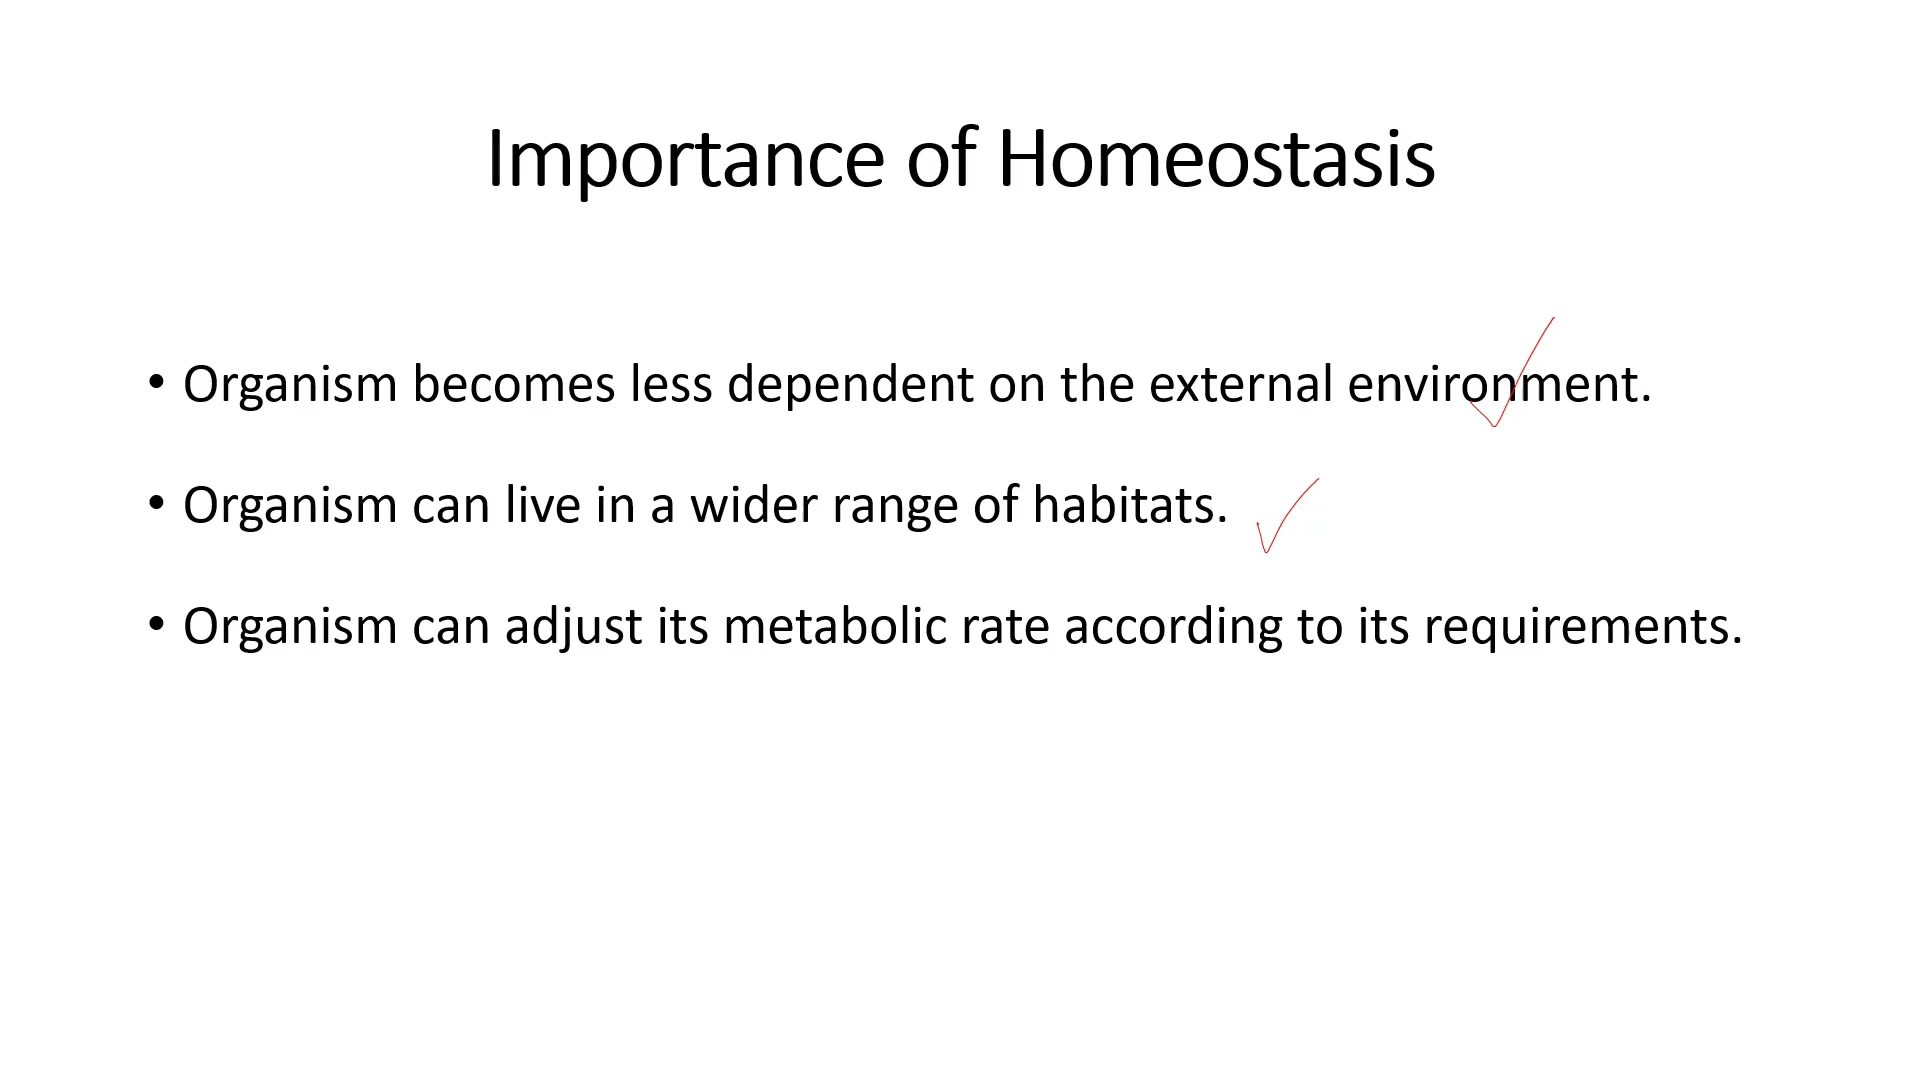 Importance of Homeostasis
• Organism becomes less dependent on the external environment.
• Organism can live in a wider range of habitats.
• Organism can adjust its metabolic rate according to its requirements.